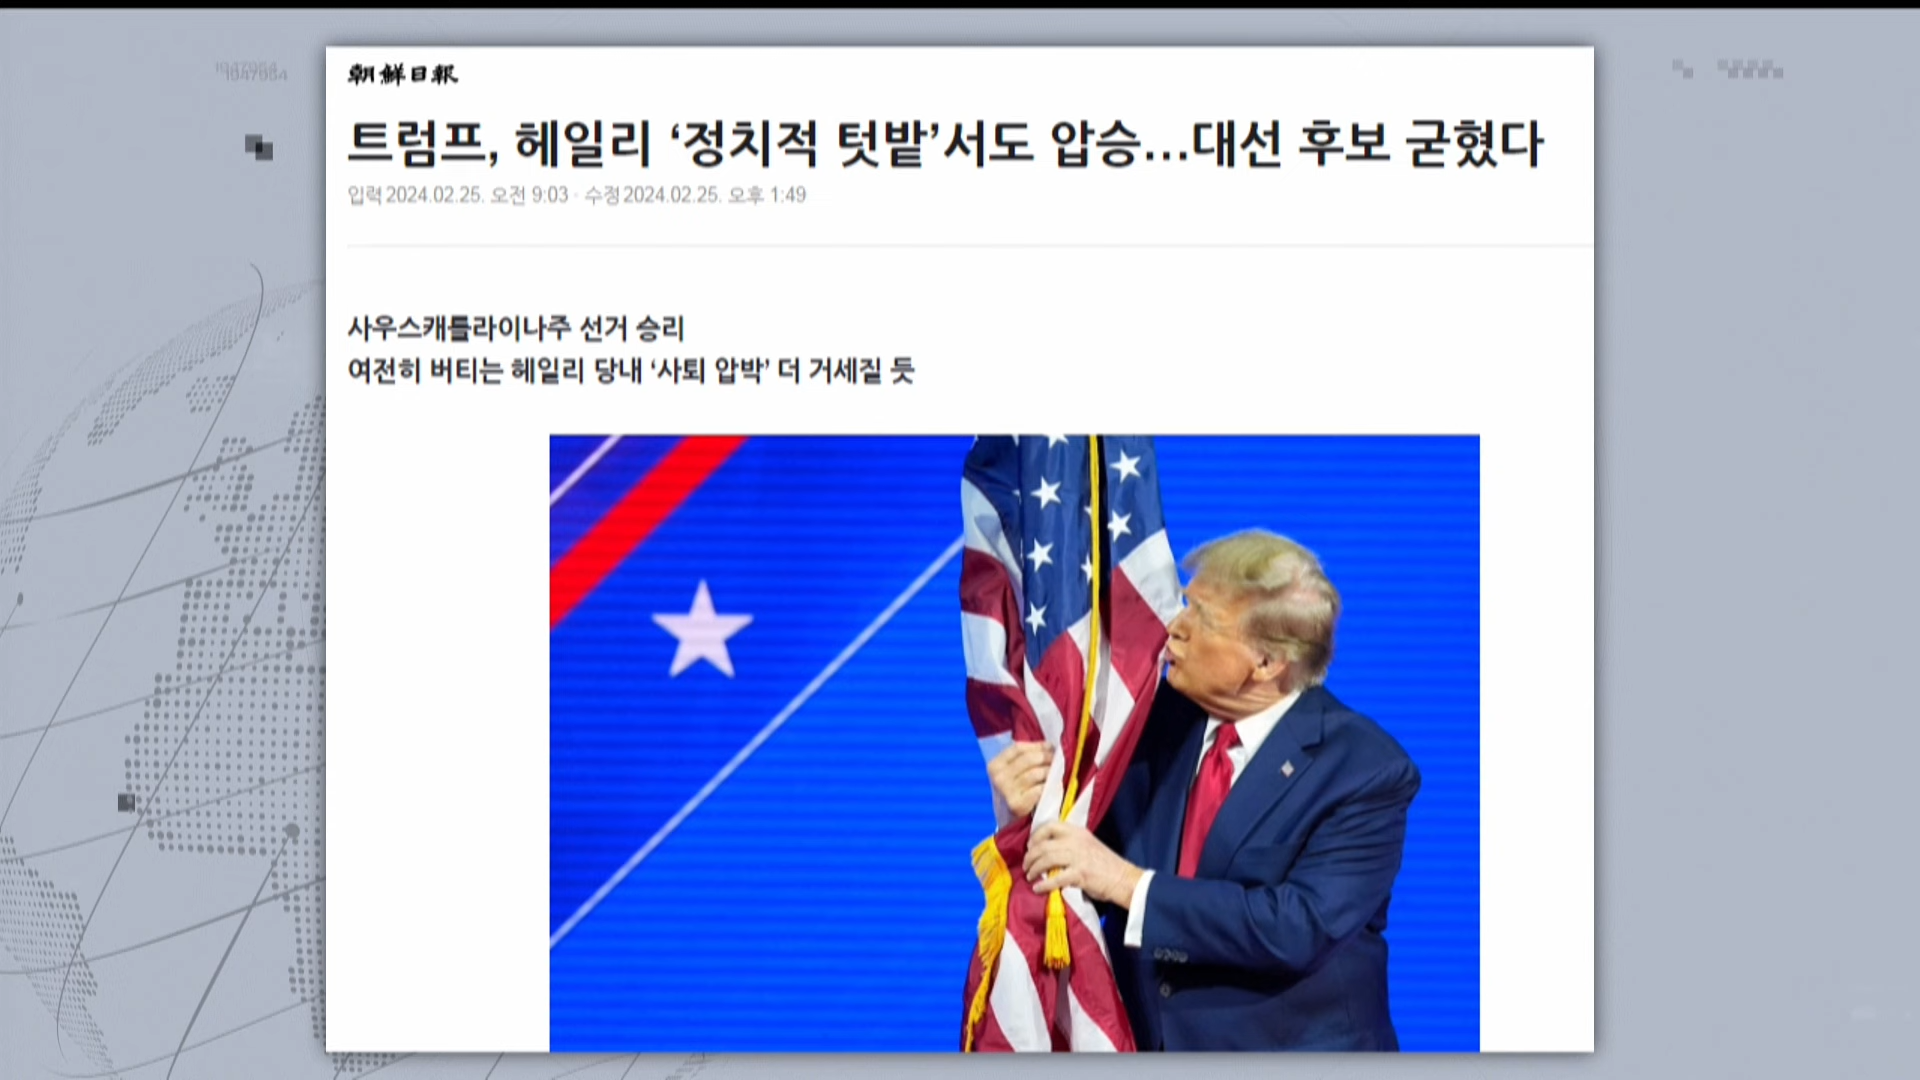 1947954
1947954
朝鮮日報
트럼프, 헤일리 ‘정치적 텃밭’서도 압승…대선 후보 굳혔다
입력 2024.02.25. 오전 9:03 · 수정 2024.02.25. 오후 1:49
사우스캐틀라이나주 선거 승리
여전히 버티는 헤일리 당내 ‘사퇴 압박’ 더 거세질 듯